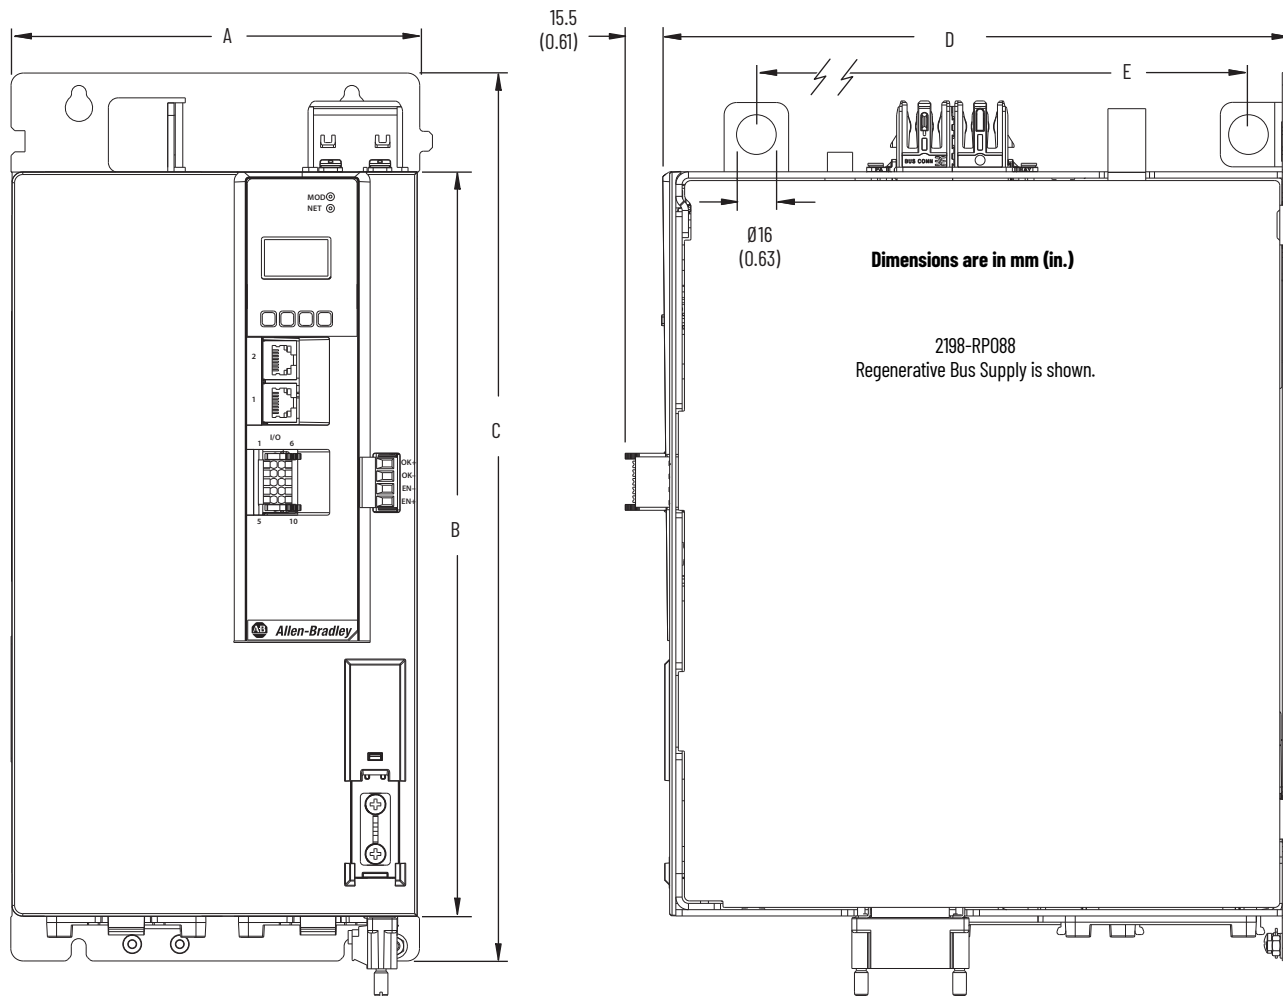 A
15.5
(0.61)
D
E
MOD
NET
BUS CONN
Ø16
(0.63)
Dimensions are in mm (in.)
2198-RP088
Regenerative Bus Supply is shown.
2
1
C
I/O
1 6
OK+
OK-
EN-
EN+
5 10
B
Allen-Bradley